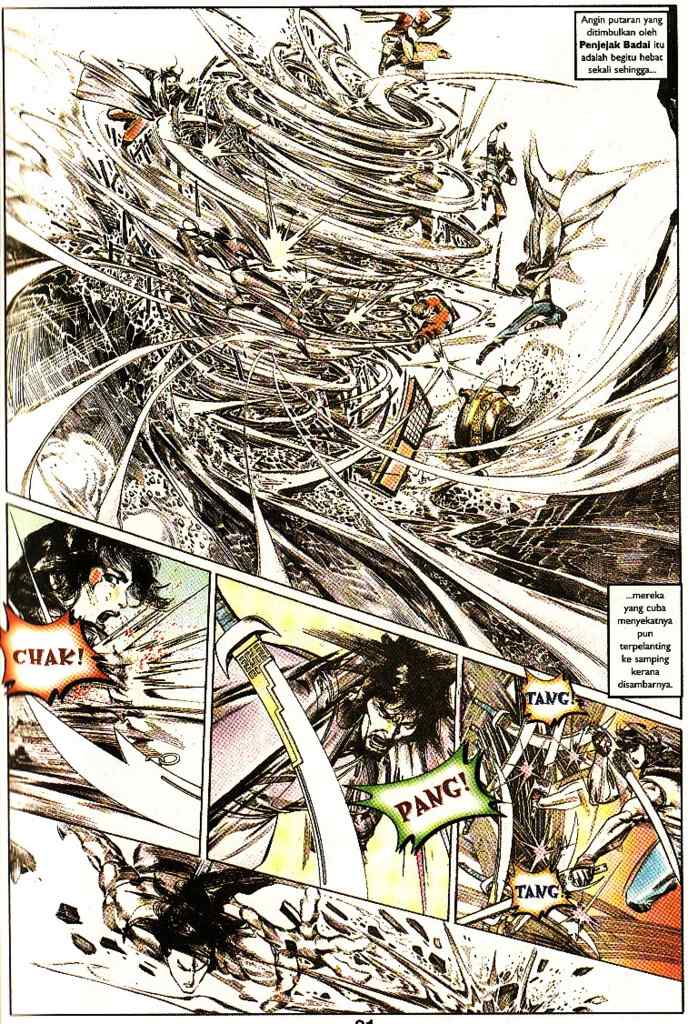 Angin putaran yang
ditimbulkan oleh
Penjejak Badai itu
adalah begitu hebat
sekali sehingga...
...mereka
yang cuba
menyekatnya
pun
terpelanting
ke samping
kerana
disambarnya.
CHAK!
PANG!
TANG!
TANG!